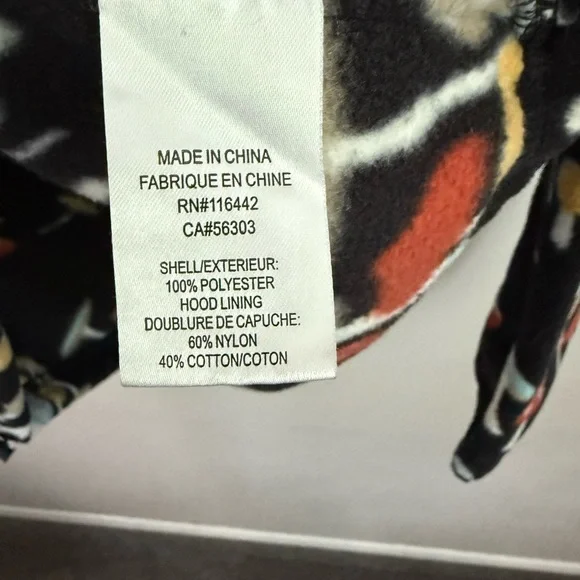 MADE IN CHINA
FABRIQUE EN CHINE
RN#116442
CA#56303
SHELL/EXTERIEUR:
100% POLYESTER
HOOD LINING
DOUBLURE DE CAPUCHE:
60% NYLON
40% COTTON/COTON